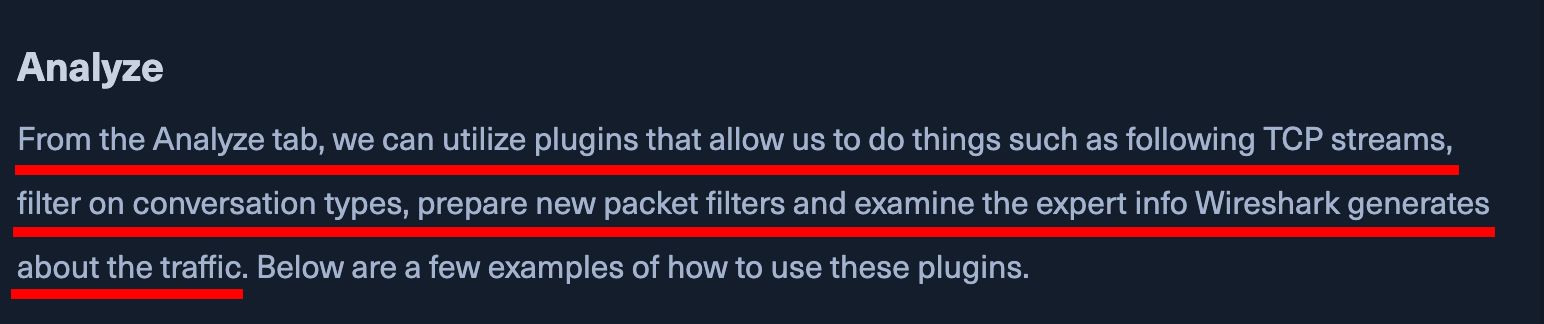 Analyze
From the Analyze tab, we can utilize plugins that allow us to do things such as following TCP streams,
filter on conversation types, prepare new packet filters and examine the expert info Wireshark generates
about the traffic. Below are a few examples of how to use these plugins.